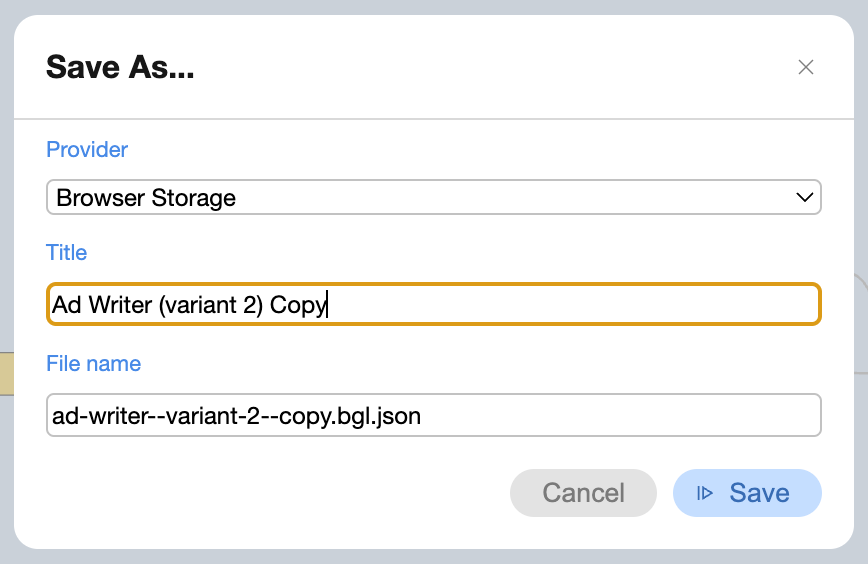 Save As...
Provider
Browser Storage
Title
Ad Writer (variant 2) Copy
File name
ad-writer--variant-2--copy.bgl.json
Cancel
Save